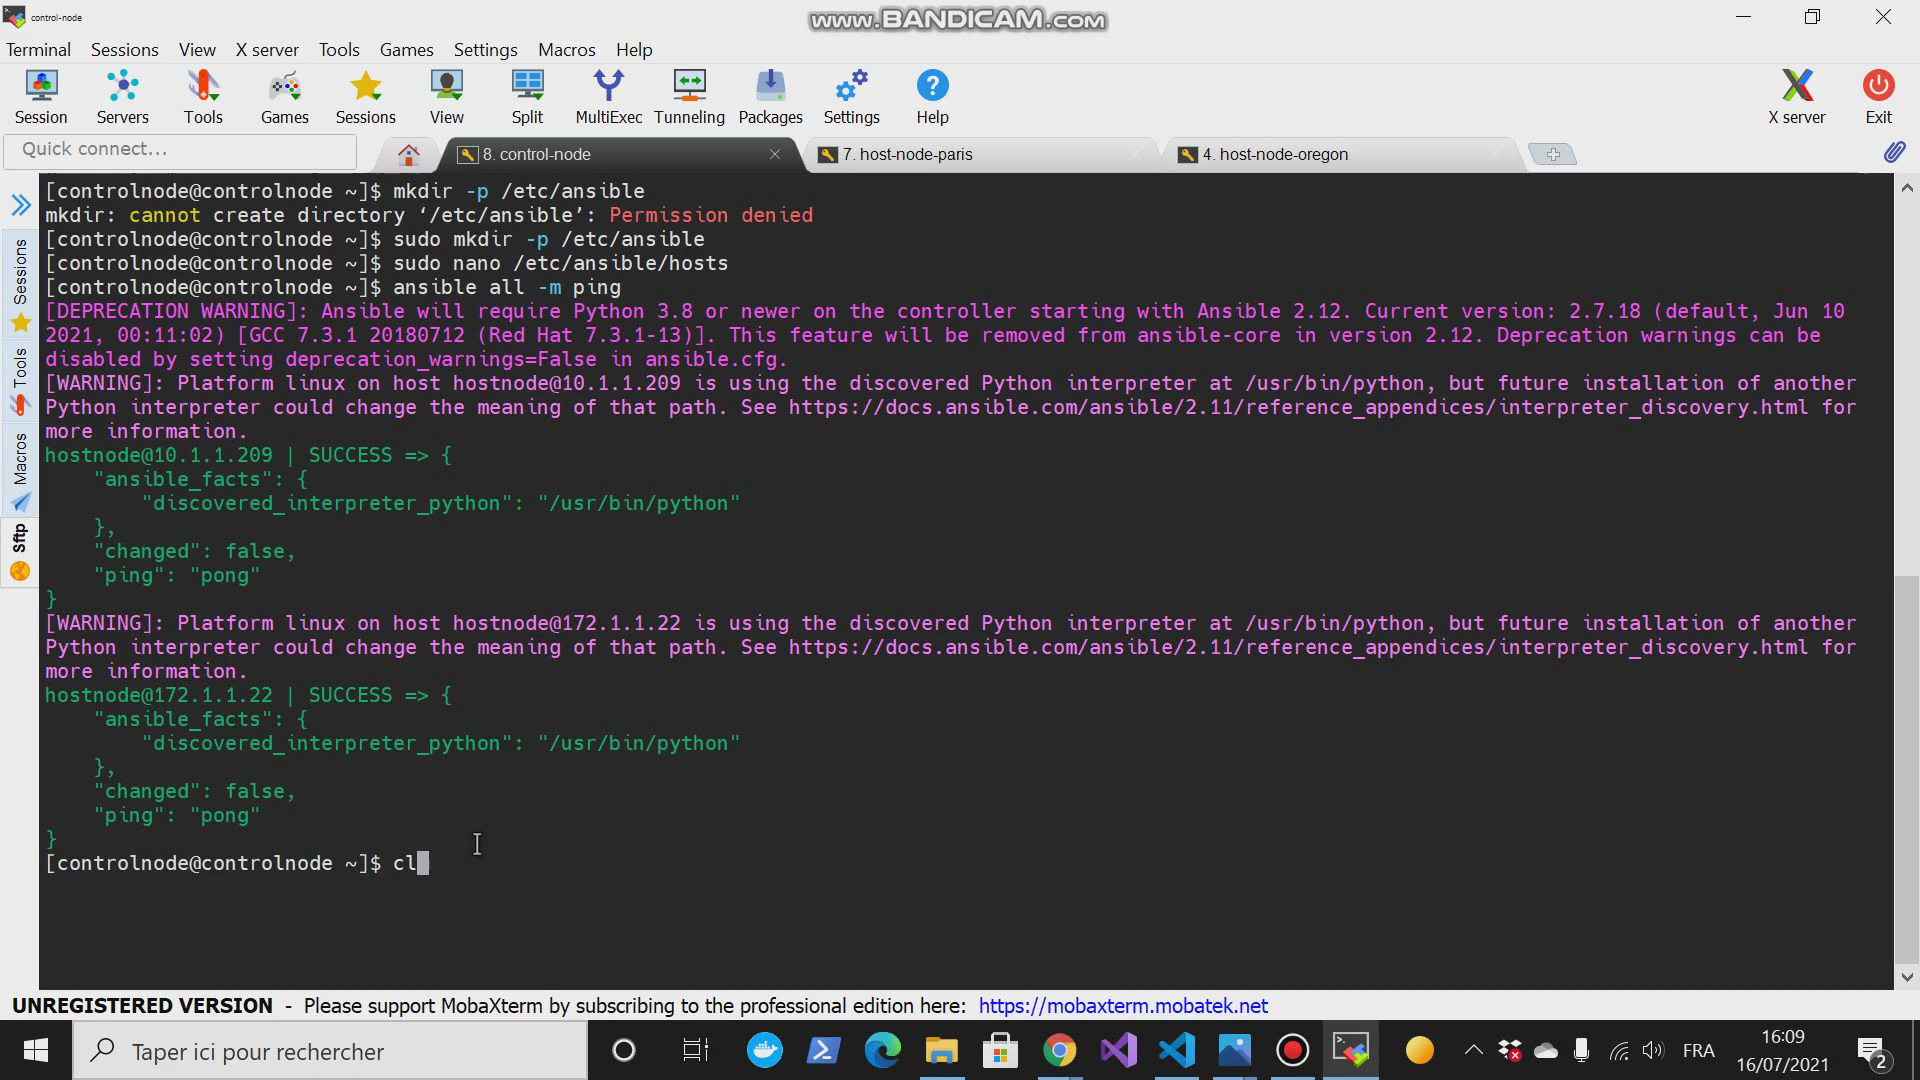 control-node
www.BANDICAM.com
Terminal Sessions View X server Tools Games Settings Macros Help
Session Servers Tools Games Sessions View Split MultiExec Tunneling Packages Settings Help X server Exit
Quick connect...
8. control-node
7. host-node-paris
4. host-node-oregon
Sessions
Tools
Macros
Sftp
[controlnode@controlnode ~]$ mkdir -p /etc/ansible
mkdir: cannot create directory ‘/etc/ansible’: Permission denied
[controlnode@controlnode ~]$ sudo mkdir -p /etc/ansible
[controlnode@controlnode ~]$ sudo nano /etc/ansible/hosts
[controlnode@controlnode ~]$ ansible all -m ping
[DEPRECATION WARNING]: Ansible will require Python 3.8 or newer on the controller starting with Ansible 2.12. Current version: 2.7.18 (default, Jun 10
2021, 00:11:02) [GCC 7.3.1 20180712 (Red Hat 7.3.1-13)]. This feature will be removed from ansible-core in version 2.12. Deprecation warnings can be
disabled by setting deprecation_warnings=False in ansible.cfg.
[WARNING]: Platform linux on host hostnode@10.1.1.209 is using the discovered Python interpreter at /usr/bin/python, but future installation of another
Python interpreter could change the meaning of that path. See https://docs.ansible.com/ansible/2.11/reference_appendices/interpreter_discovery.html for
more information.
hostnode@10.1.1.209 | SUCCESS => {
    "ansible_facts": {
        "discovered_interpreter_python": "/usr/bin/python"
    },
    "changed": false,
    "ping": "pong"
}
[WARNING]: Platform linux on host hostnode@172.1.1.22 is using the discovered Python interpreter at /usr/bin/python, but future installation of another
Python interpreter could change the meaning of that path. See https://docs.ansible.com/ansible/2.11/reference_appendices/interpreter_discovery.html for
more information.
hostnode@172.1.1.22 | SUCCESS => {
    "ansible_facts": {
        "discovered_interpreter_python": "/usr/bin/python"
    },
    "changed": false,
    "ping": "pong"
}
[controlnode@controlnode ~]$ cl
UNREGISTERED VERSION - Please support MobaXterm by subscribing to the professional edition here: https://mobaxterm.mobatek.net
Taper ici pour rechercher
FRA
16:09
16/07/2021
2